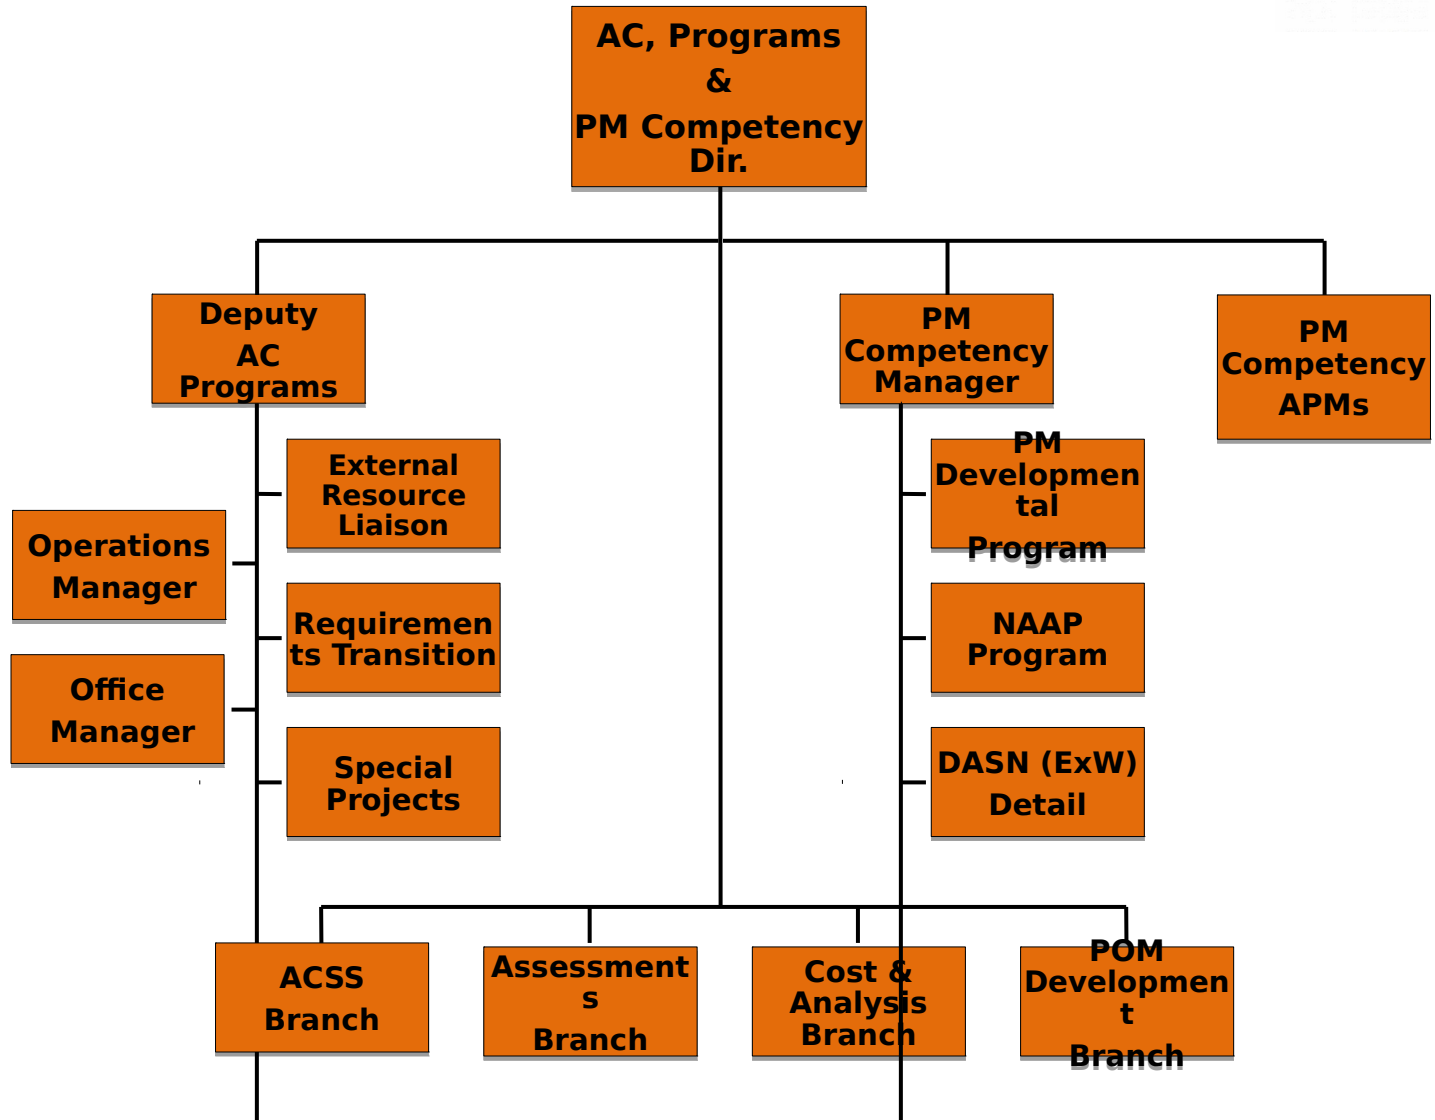 AC, Programs
&
PM Competency
Dir.
Deputy
AC
Programs
PM
Competency
Manager
PM
Competency
APMs
External
Resource
Liaison
PM
Developmen
tal
Program
Operations
Manager
Requiremen
ts Transition
NAAP
Program
Office
Manager
Special
Projects
DASN (ExW)
Detail
ACSS
Branch
Assessment
s
Branch
Cost &
Analysis
Branch
POM
Developmen
t
Branch